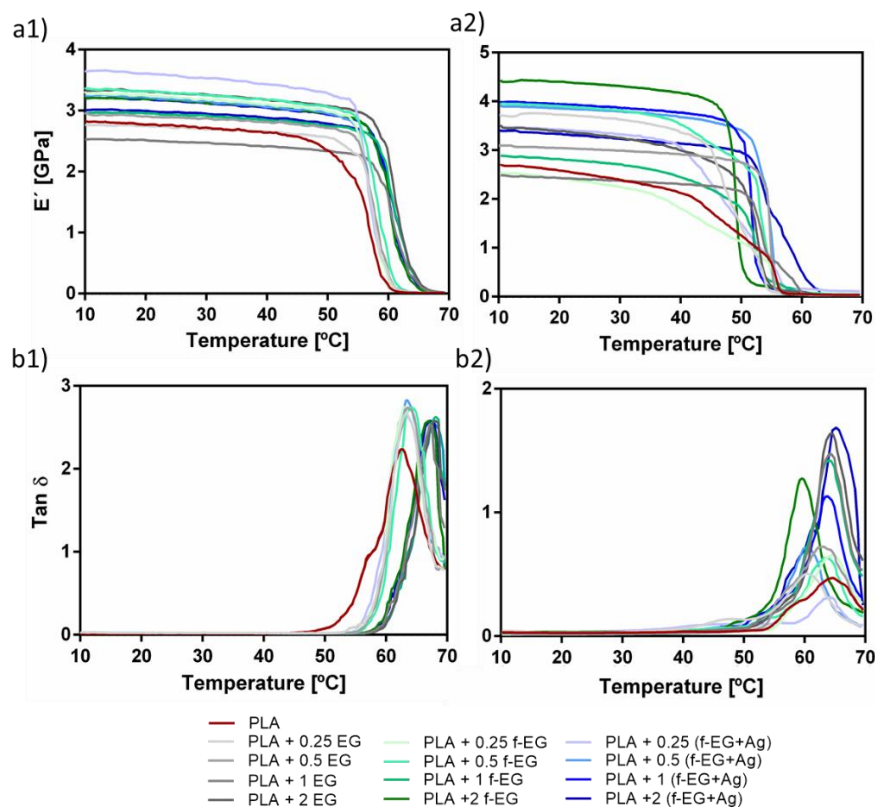 a1)
a2)
4
3
2
1
0
E´ [GPa]
10 20 30 40 50 60 70
Temperature [ºC]
5
4
3
2
1
0
10 20 30 40 50 60 70
Temperature [ºC]
b1)
b2)
3
2
1
0
Tan δ
10 20 30 40 50 60 70
Temperature [ºC]
2
1
0
10 20 30 40 50 60 70
Temperature [ºC]
PLA
PLA + 0.25 EG
PLA + 0.5 EG
PLA + 1 EG
PLA + 2 EG
PLA + 0.25 f-EG
PLA + 0.5 f-EG
PLA + 1 f-EG
PLA +2 f-EG
PLA + 0.25 (f-EG+Ag)
PLA + 0.5 (f-EG+Ag)
PLA + 1 (f-EG+Ag)
PLA + 2 (f-EG+Ag)